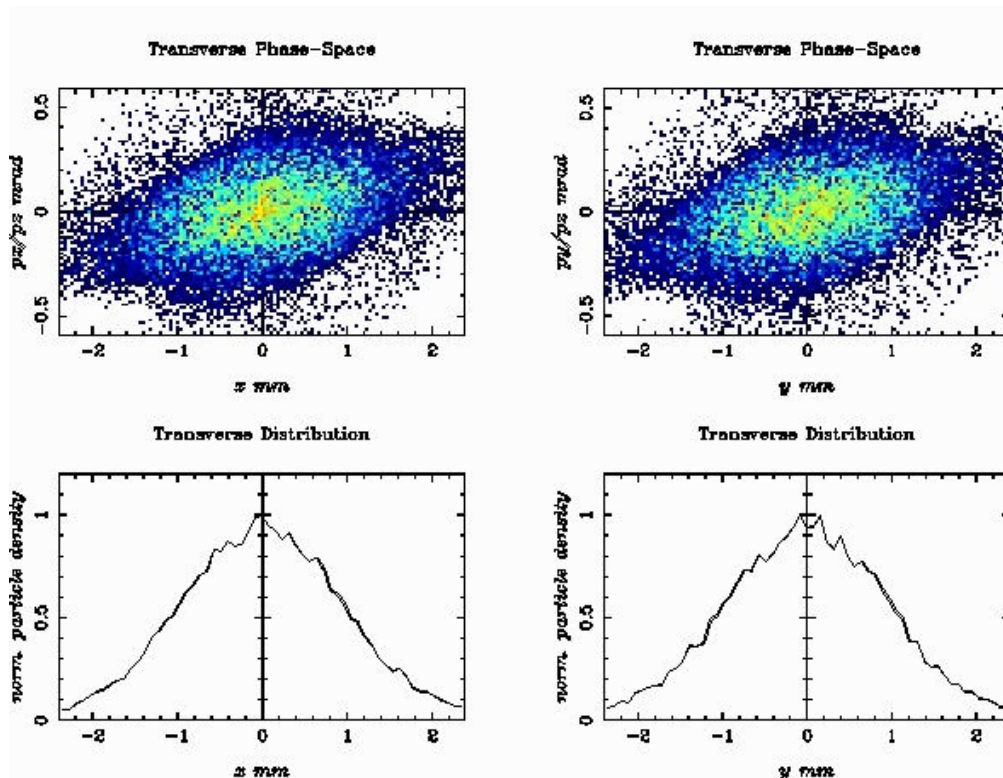 Transverse Phase-Space
px/pz mrad
0.5
0
−0.5
−2 −1 0 1 2
x mm
Transverse Phase-Space
py/pz mrad
0.5
0
−0.5
−2 −1 0 1 2
y mm
Transverse Distribution
norm. particle density
1
0.5
0
−2 −1 0 1 2
x mm
Transverse Distribution
norm. particle density
1
0.5
0
−2 −1 0 1 2
y mm